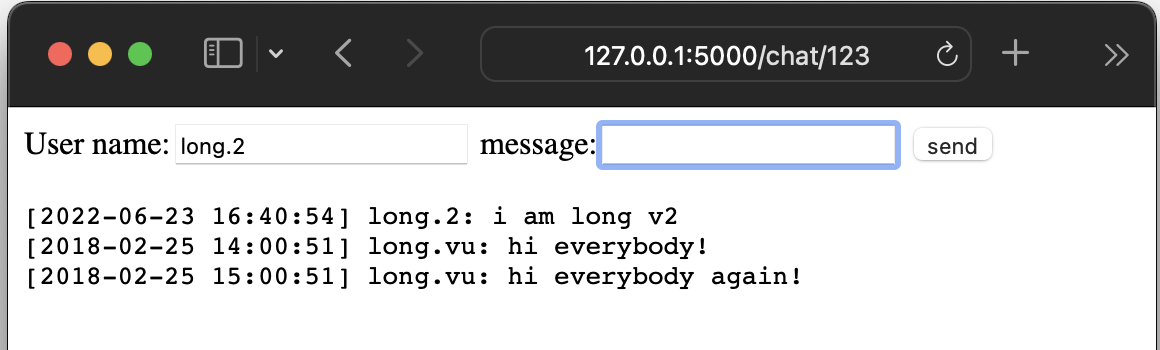 127.0.0.1:5000/chat/123
User name: long.2 message: send
[2022-06-23 16:40:54] long.2: i am long v2
[2018-02-25 14:00:51] long.vu: hi everybody!
[2018-02-25 15:00:51] long.vu: hi everybody again!